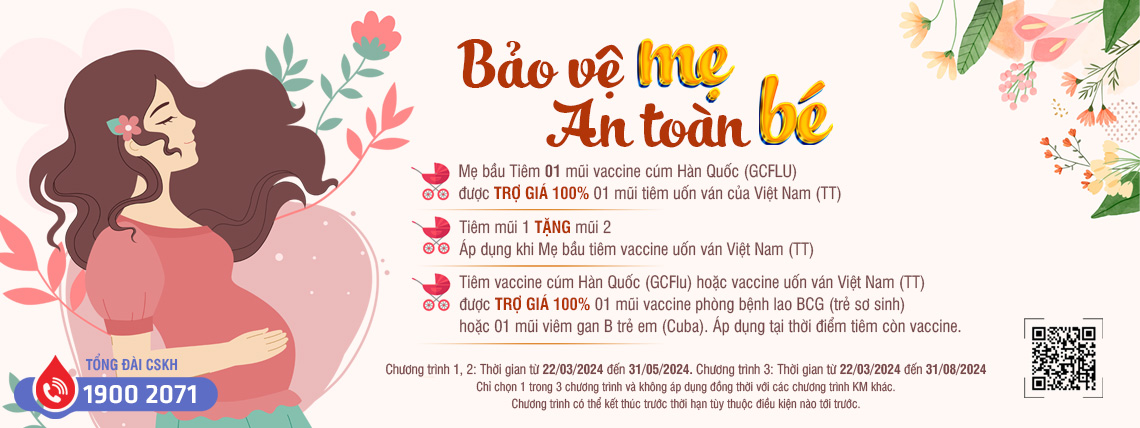 Bảo vệ mẹ
An toàn bé
Mẹ bầu Tiêm 01 mũi vaccine cúm Hàn Quốc (GCFLU)
được TRỢ GIÁ 100% 01 mũi tiêm uốn ván của Việt Nam (TT)
Tiêm mũi 1 TẶNG mũi 2
Áp dụng khi Mẹ bầu tiêm vaccine uốn ván Việt Nam (TT)
Tiêm vaccine cúm Hàn Quốc (GCFlu) hoặc vaccine uốn ván Việt Nam (TT)
được TRỢ GIÁ 100% 01 mũi vaccine phòng bệnh lao BCG (trẻ sơ sinh)
hoặc 01 mũi viêm gan B trẻ em (Cuba). Áp dụng tại thời điểm tiêm còn vaccine.
Chương trình 1, 2: Thời gian từ 22/03/2024 đến 31/05/2024. Chương trình 3: Thời gian từ 22/03/2024 đến 31/08/2024
Chỉ chọn 1 trong 3 chương trình và không áp dụng đồng thời với các chương trình KM khác.
Chương trình có thể kết thúc trước thời hạn tùy thuộc điều kiện nào tới trước.
TỔNG ĐÀI CSKH
1900 2071